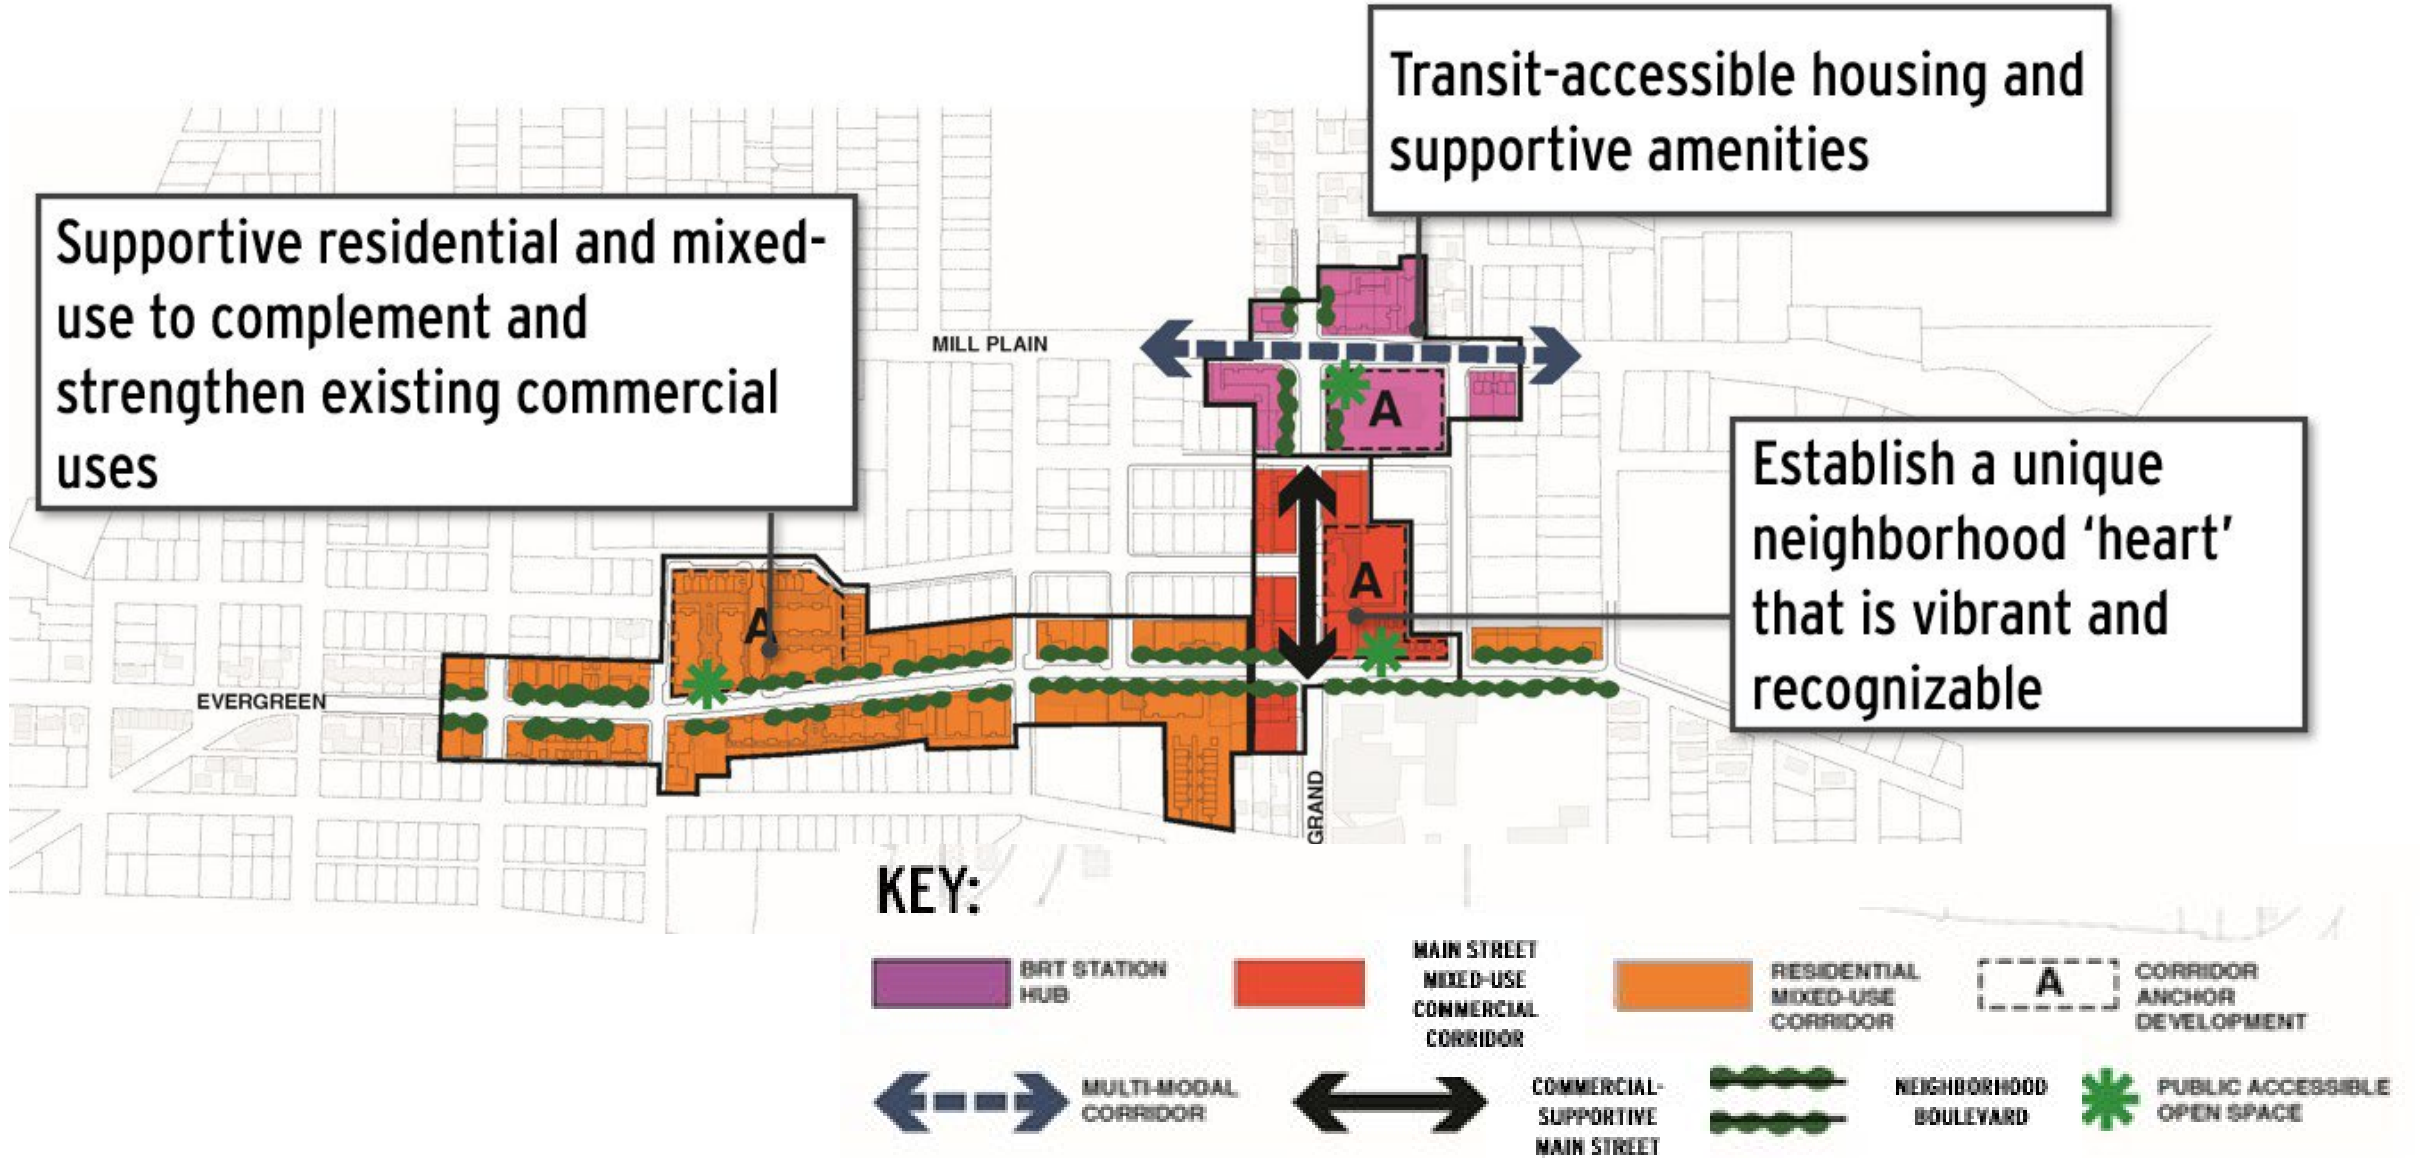 Transit-accessible housing and
supportive amenities
Supportive residential and mixed-
use to complement and
strengthen existing commercial
uses
MILL PLAIN
A
Establish a unique
neighborhood ‘heart’
that is vibrant and
recognizable
A
A
EVERGREEN
GRAND
KEY:
BRT STATION
HUB
MAIN STREET
MIXED-USE
COMMERCIAL
CORRIDOR
RESIDENTIAL
MIXED-USE
CORRIDOR
A
CORRIDOR
ANCHOR
DEVELOPMENT
MULTI-MODAL
CORRIDOR
COMMERCIAL-
SUPPORTIVE
MAIN STREET
NEIGHBORHOOD
BOULEVARD
PUBLIC ACCESSIBLE
OPEN SPACE